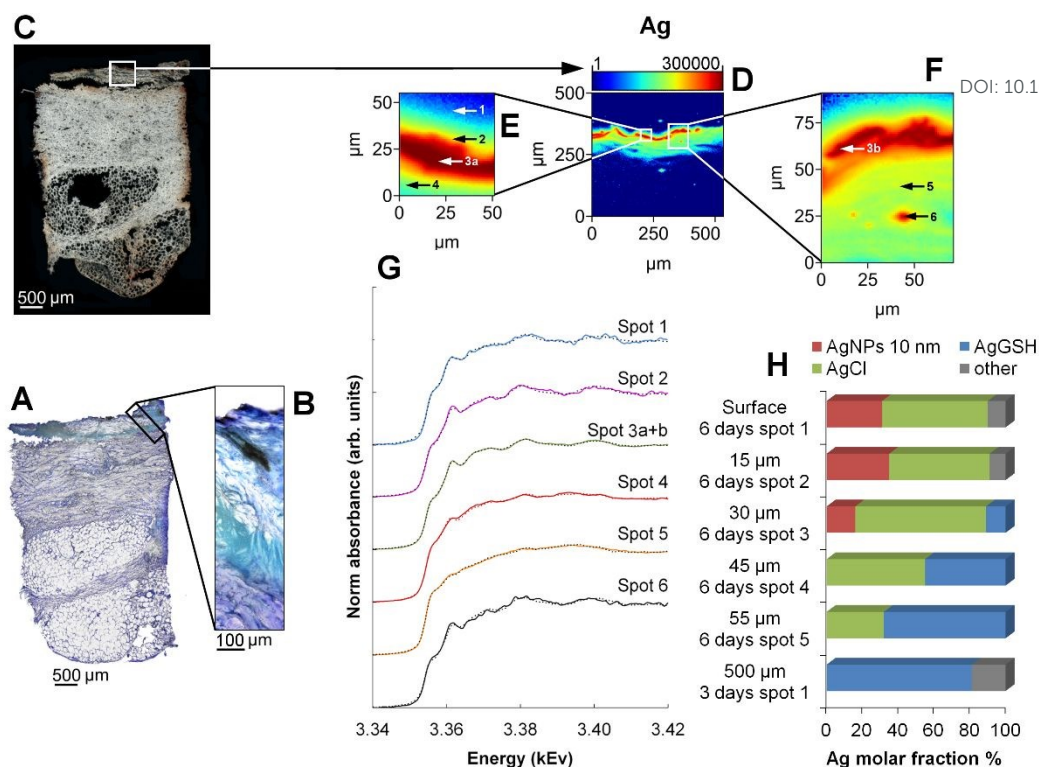 C
500 µm
Ag
1 300000
D
500
250
0
0 250 500
µm
µm
E
50
25
0
0 25 50
µm
µm
1
2
3a
4
F
DOI: 10.1
75
50
25
0 25 50
µm
µm
3b
5
6
A
500 µm
B
100 µm
G
Norm absorbance (arb. units)
Spot 1
Spot 2
Spot 3a+b
Spot 4
Spot 5
Spot 6
3.34 3.36 3.38 3.40 3.42
Energy (kEv)
H
AgNPs 10 nm AgGSH
AgCl other
Surface
6 days spot 1
15 µm
6 days spot 2
30 µm
6 days spot 3
45 µm
6 days spot 4
55 µm
6 days spot 5
500 µm
3 days spot 1
0 20 40 60 80 100
Ag molar fraction %